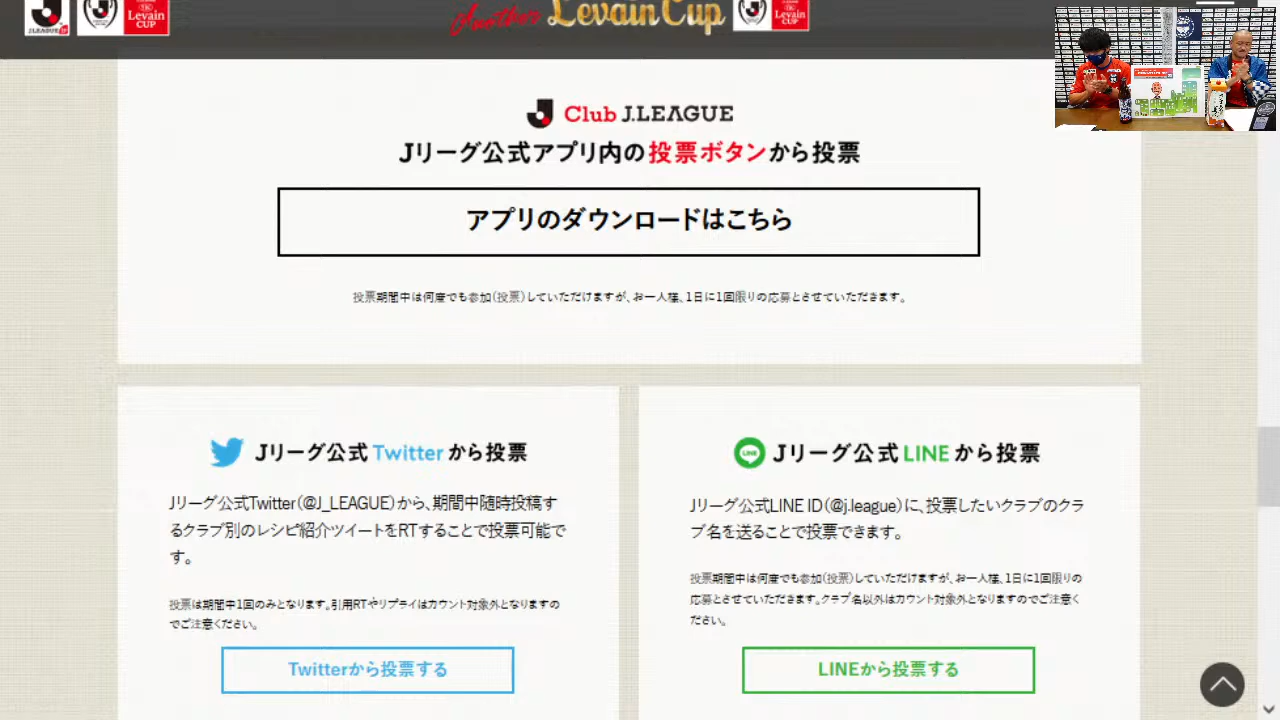 J.LEAGUE
Levain
CUP
Another Levain Cup
Levain
CUP
Club J.LEAGUE
Jリーグ公式アプリ内の投票ボタンから投票
アプリのダウンロードはこちら
投票期間中は何度でも参加(投票)していただけますが、お一人様、1日に1回限りの応募とさせていただきます。
Jリーグ公式Twitterから投票
Jリーグ公式Twitter(@J_LEAGUE)から、期間中随時投稿す
るクラブ別のレシピ紹介ツイートをRTすることで投票可能で
す。
投票は期間中1回のみとなります。引用RTやリプライはカウント対象外となりますの
でご注意ください。
Twitterから投票する
LINE
Jリーグ公式LINEから投票
Jリーグ公式LINE ID(@j.league)に、投票したいクラブのクラ
ブ名を送ることで投票できます。
投票期間中は何度でも参加(投票)していただけますが、お一人様、1日に1回限りの
応募とさせていただきます。クラブ名以外はカウント対象外となりますのでご注意く
ださい。
LINEから投票する